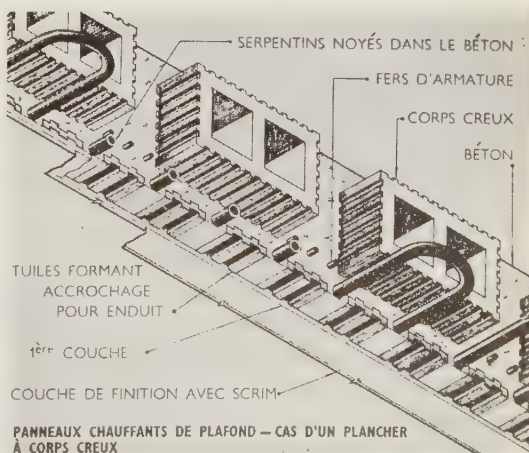 SERPENTINS NOYÉS DANS LE BÉTON
FERS D'ARMATURE
CORPS CREUX
BÉTON
TUILES FORMANT
ACCROCHAGE
POUR ENDUIT
1ère COUCHE
COUCHE DE FINITION AVEC SCRIM
PANNEAUX CHAUFFANTS DE PLAFOND — CAS D'UN PLANCHER
À CORPS CREUX